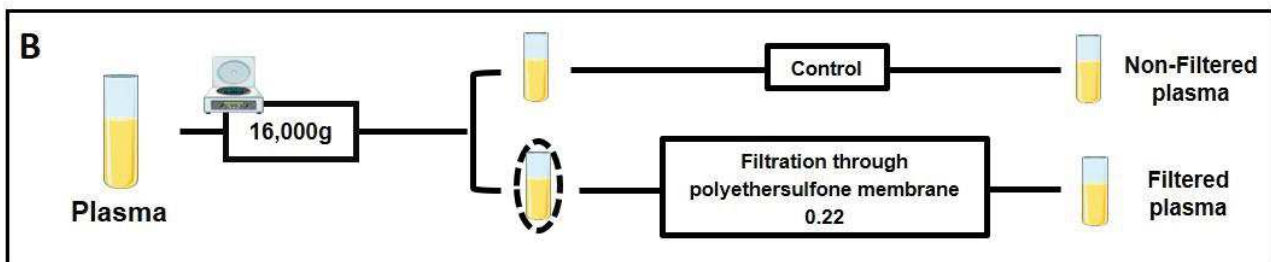 B
Plasma
16,000g
Control
Non-Filtered
plasma
Filtration through
polyethersulfone membrane
0.22
Filtered
plasma